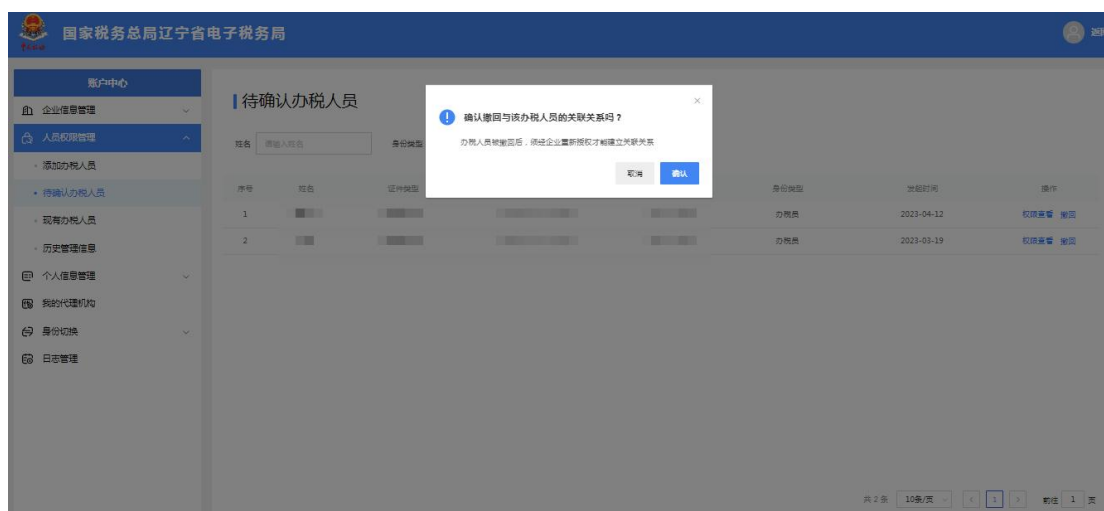 国家税务总局辽宁省电子税务局
账户中心
企业信息管理
人员权限管理
添加办税人员
待确认办税人员
现有办税人员
历史管理信息
个人信息管理
我的代理机构
身份切换
日志管理
待确认办税人员
姓名 请输入姓名 身份类型
确认撤回与该办税人员的关联关系吗？
办税人员被撤回后，须经企业重新授权才能建立关联关系
取消 确认
序号 姓名 证件类型 身份类型 发起时间 操作
1 办税员 2023-04-12 权限查看 撤回
2 办税员 2023-03-19 权限查看 撤回
共 2 条 10条/页 1 前往 1 页